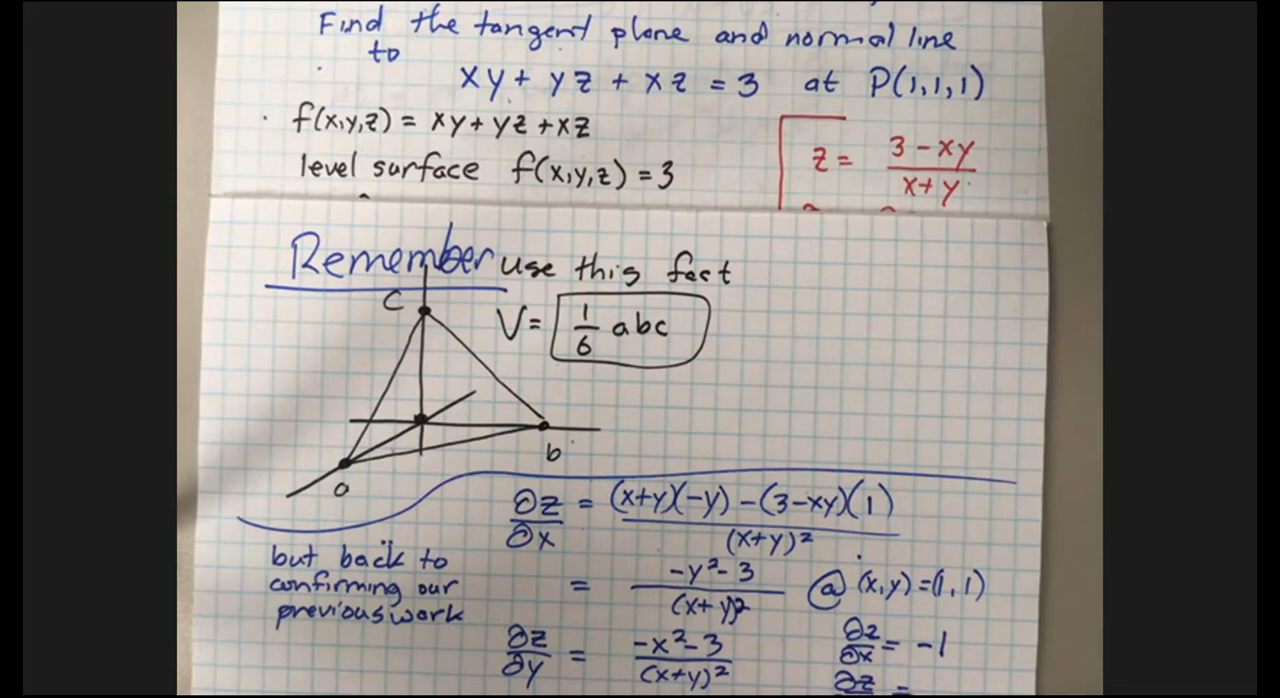 Find the tangent plane and normal line
to
xy + yz + xz = 3 at P(1,1,1)
f(x,y,z) = xy + yz + xz
level surface f(x,y,z) = 3
z = (3 - xy)/(x + y)
Remember use this fact
V = 1/6 abc
c
b
a
∂z/∂x = ((x+y)(-y) - (3-xy)(1))/(x+y)²
but back to
confirming our
previous work
= (-y² - 3)/(x+y)² @ (x,y) = (1,1)
∂z/∂y = (-x² - 3)/(x+y)²
∂z/∂x = -1
∂z =